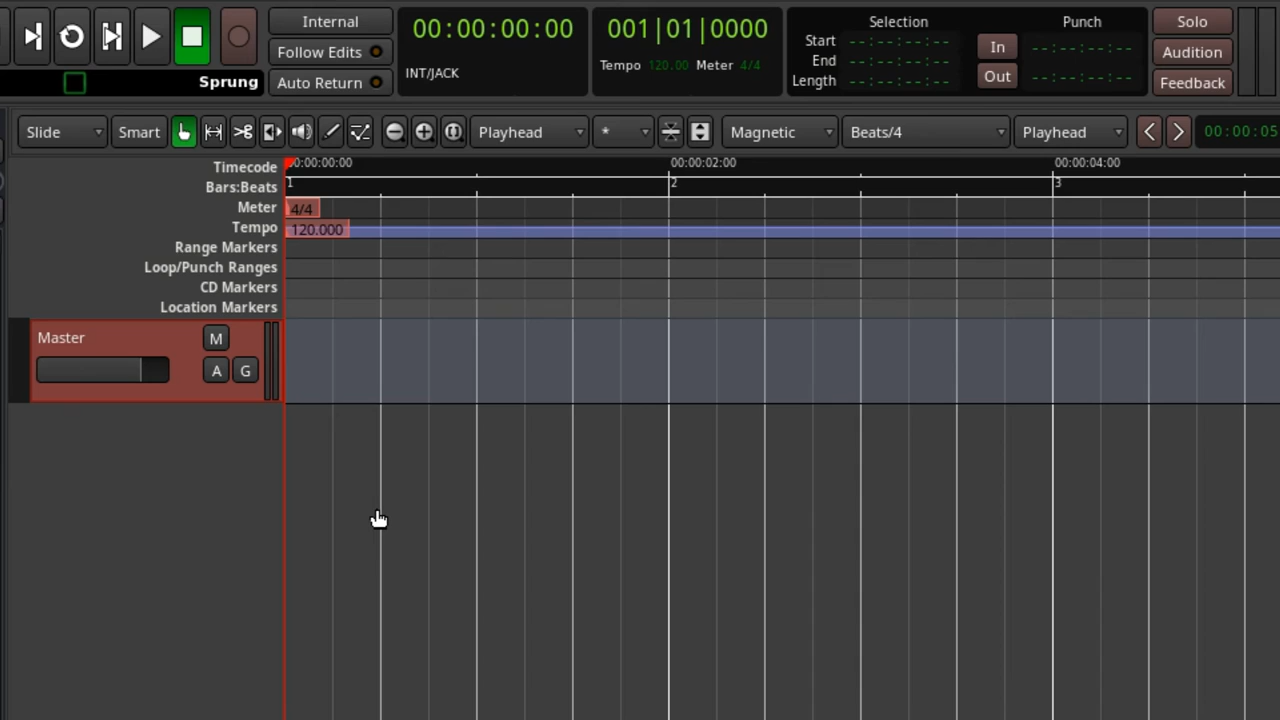 Internal
Follow Edits
Auto Return
Sprung
00:00:00:00
INT/JACK
001|01|0000
Tempo 120.00 Meter 4/4
Selection
Punch
Start --:--:--:--
End --:--:--:--
Length --:--:--:--
In --:--:--:--
Out --:--:--:--
Solo
Audition
Feedback
Slide
Smart
Playhead
*
Magnetic
Beats/4
Playhead
00:00:05
Timecode 00:00:00:00 00:00:02:00 00:00:04:00
Bars:Beats 1 2 3
Meter 4/4
Tempo 120.000
Range Markers
Loop/Punch Ranges
CD Markers
Location Markers
Master M
A G